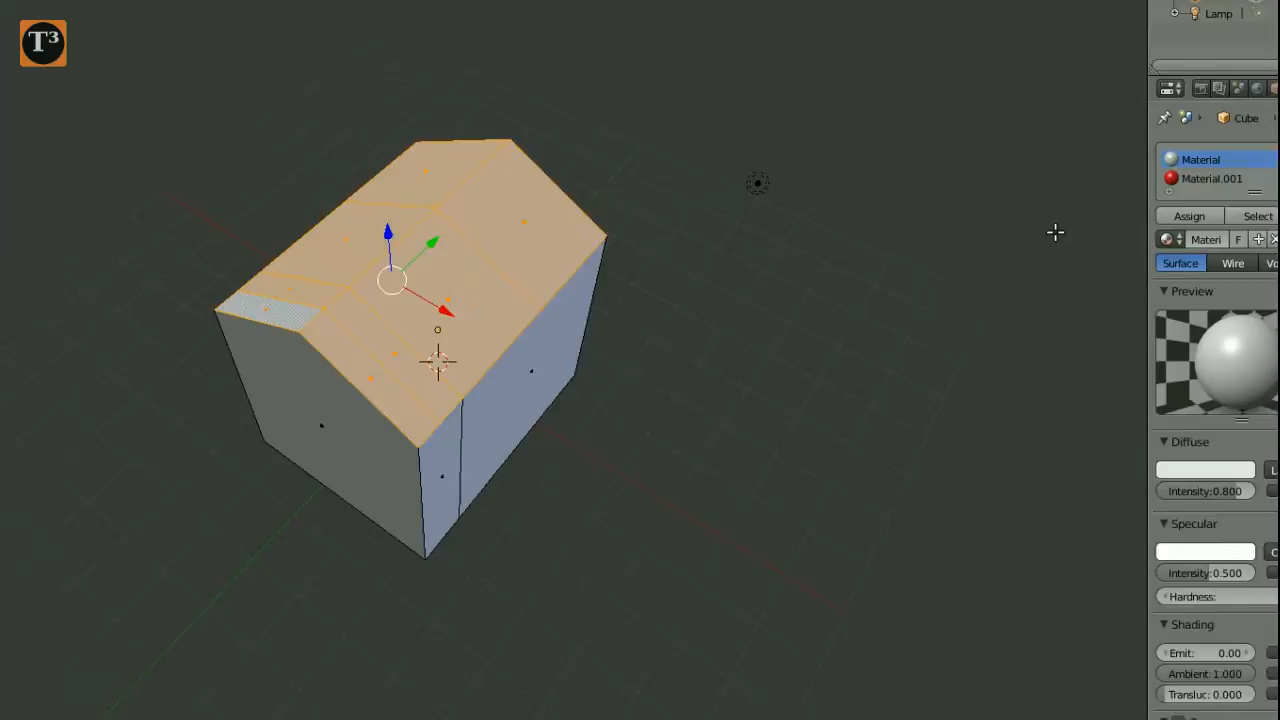 T³
Lamp
Cube
Material
Material.001
Assign
Select
Materi F
Surface Wire Vo
Preview
Diffuse
Intensity:0.800
Specular
Intensity:0.500
Hardness:
Shading
Emit: 0.00
Ambient: 1.000
Transluc: 0.000